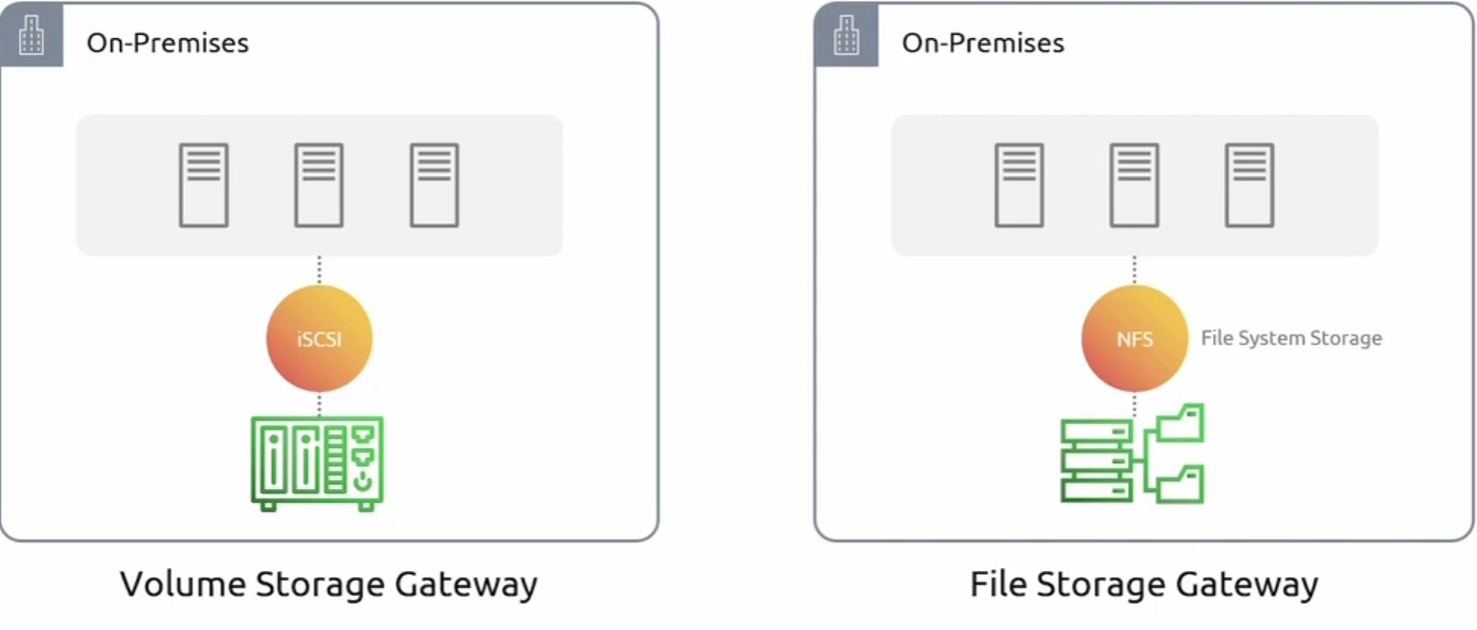 On-Premises
iSCSI
Volume Storage Gateway
On-Premises
NFS
File System Storage
File Storage Gateway